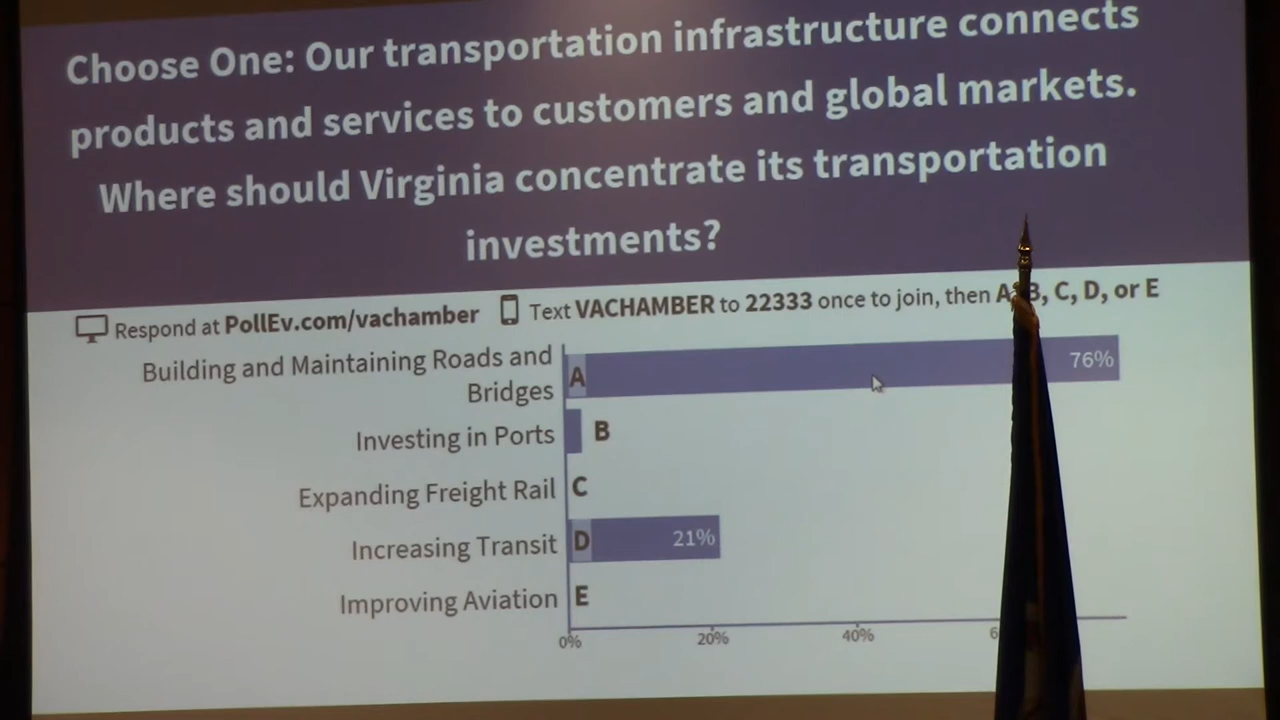 Choose One: Our transportation infrastructure connects
products and services to customers and global markets.
Where should Virginia concentrate its transportation
investments?
Respond at PollEv.com/vachamber Text VACHAMBER to 22333 once to join, then A, B, C, D, or E
Building and Maintaining Roads and
Bridges
A
76%
Investing in Ports
B
Expanding Freight Rail
C
Increasing Transit
D
21%
Improving Aviation
E
0% 20% 40%